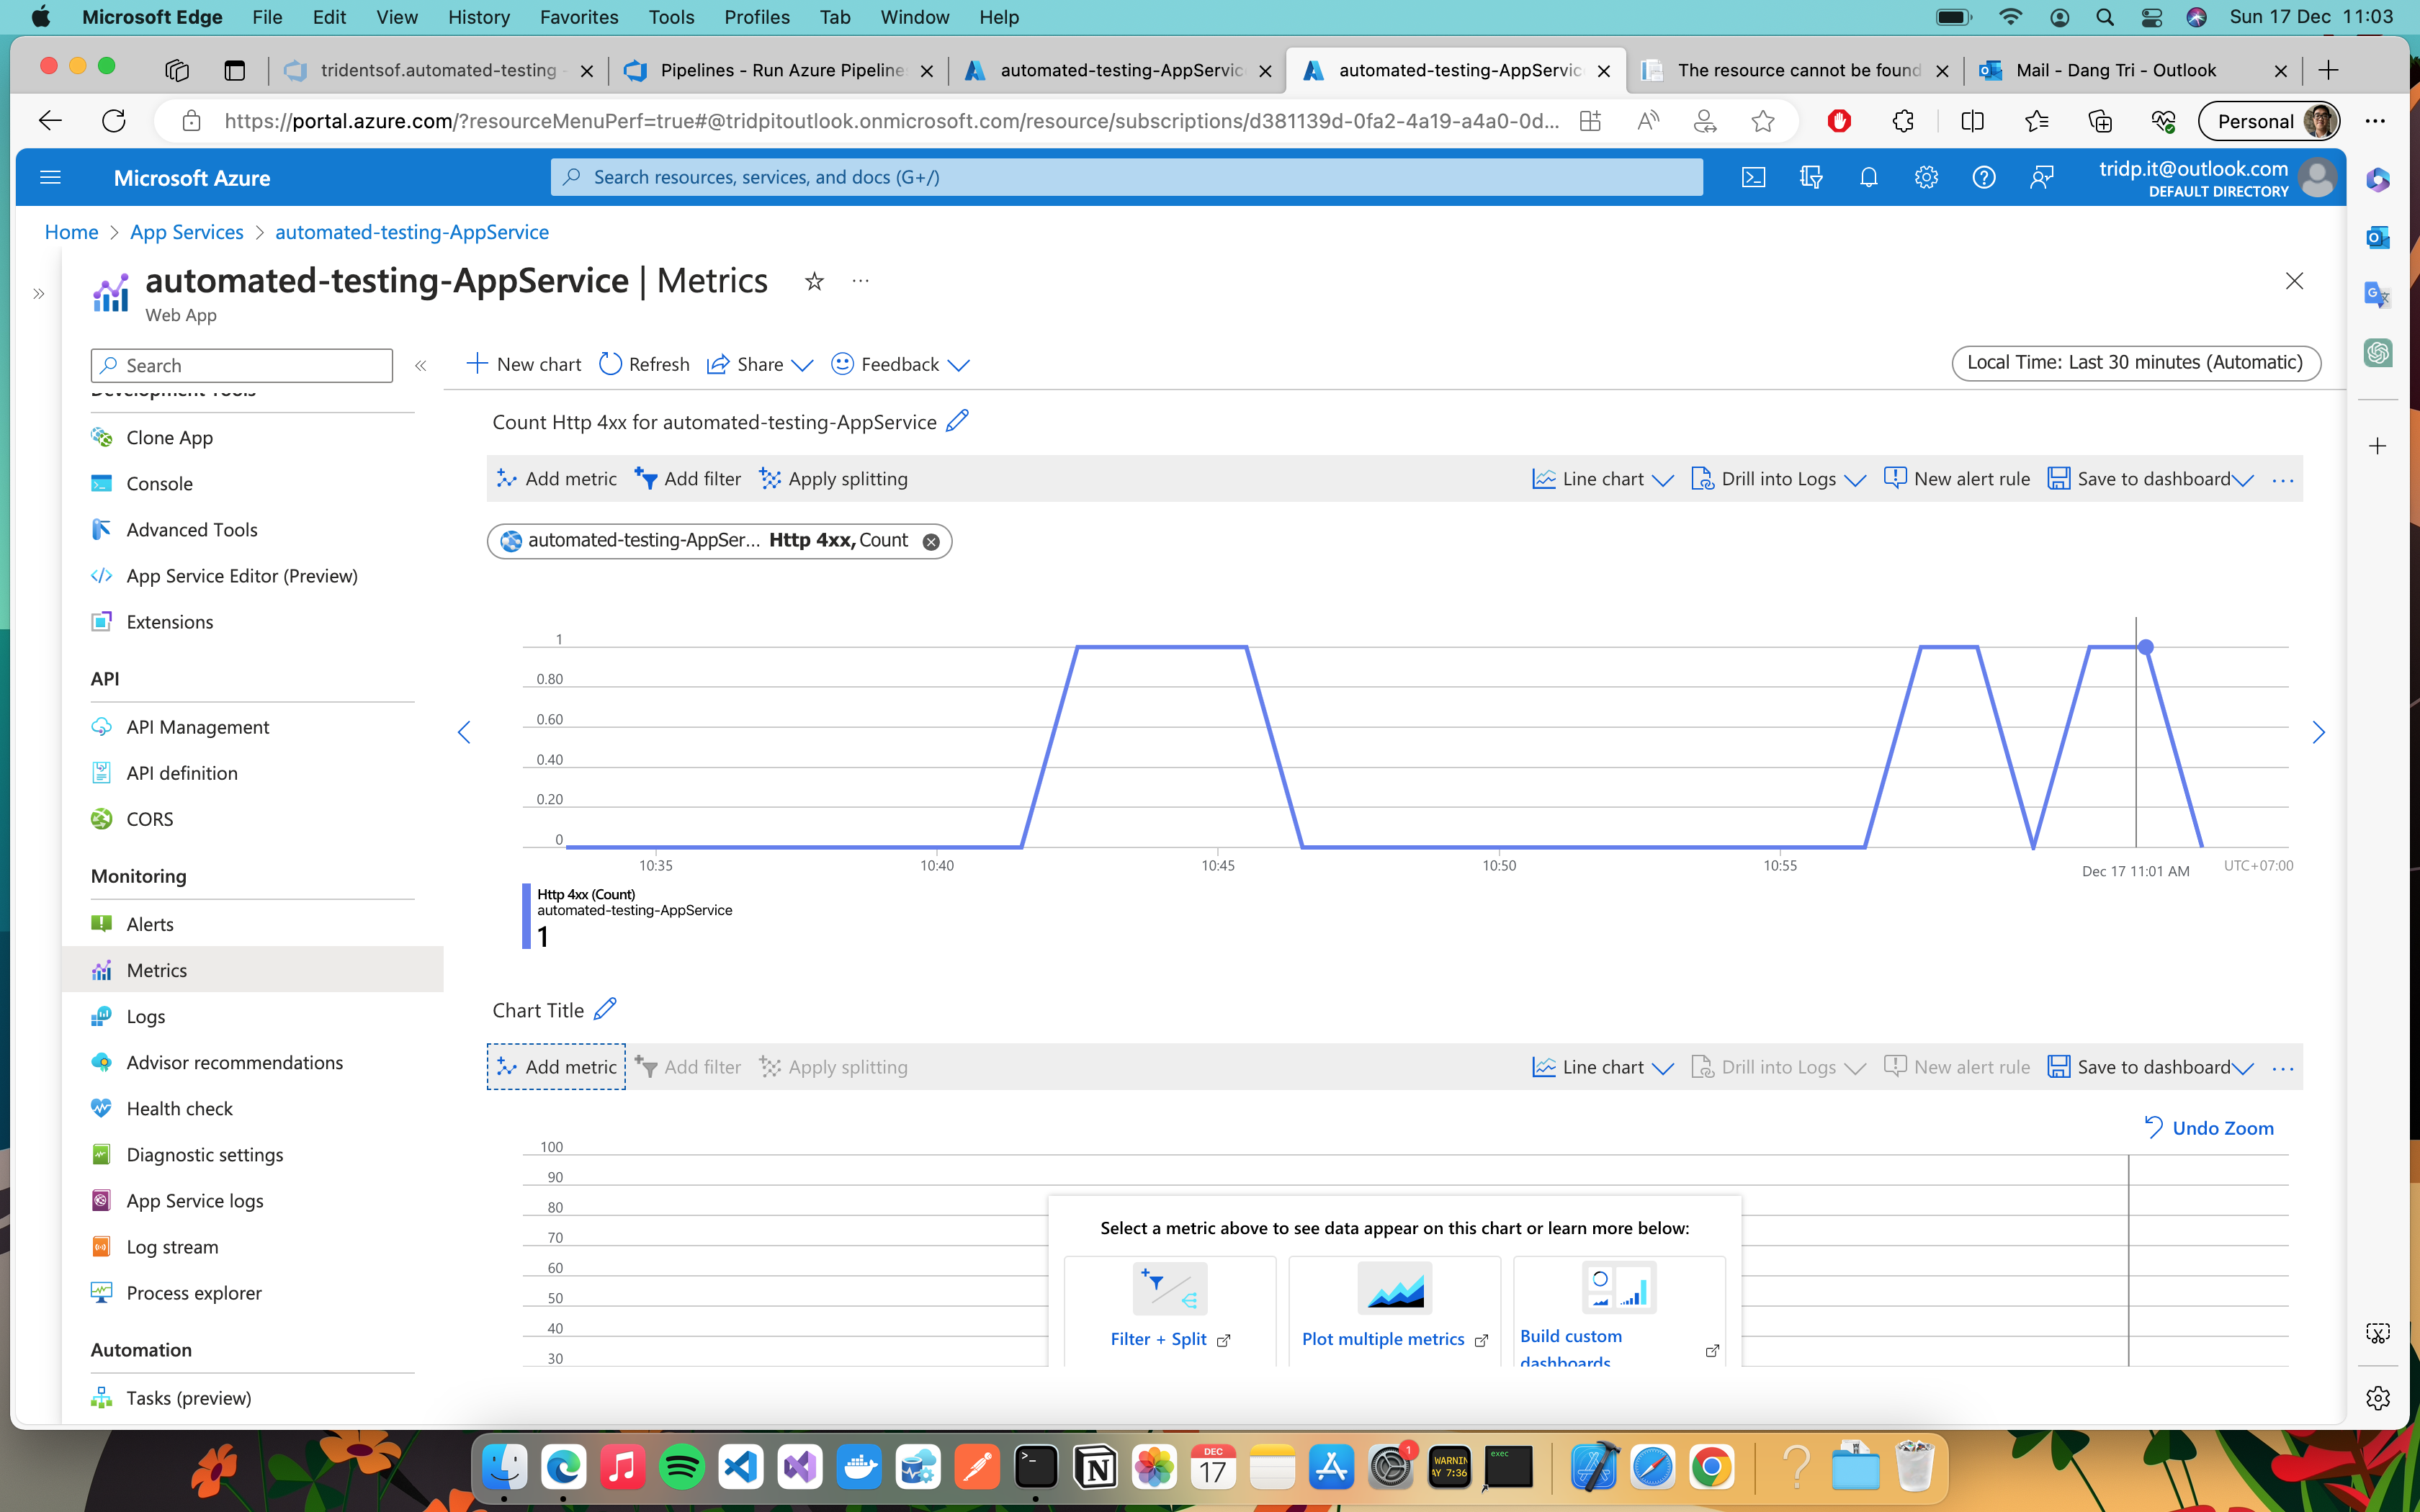 Microsoft Edge File Edit View History Favorites Tools Profiles Tab Window Help Sun 17 Dec 11:03
tridentsof.automated-testing - Pipelines - Run Azure Pipeline automated-testing-AppServic automated-testing-AppServic The resource cannot be found Mail - Dang Tri - Outlook
https://portal.azure.com/?resourceMenuPerf=true#@tridpitoutlook.onmicrosoft.com/resource/subscriptions/d381139d-0fa2-4a19-a4a0-0d... Personal
Microsoft Azure Search resources, services, and docs (G+/) tridp.it@outlook.com
DEFAULT DIRECTORY
Home > App Services > automated-testing-AppService
automated-testing-AppService | Metrics
Web App
Search
New chart Refresh Share Feedback Local Time: Last 30 minutes (Automatic)
Development Tools
Clone App
Console
Advanced Tools
App Service Editor (Preview)
Extensions
API
API Management
API definition
CORS
Monitoring
Alerts
Metrics
Logs
Advisor recommendations
Health check
Diagnostic settings
App Service logs
Log stream
Process explorer
Automation
Tasks (preview)
Count Http 4xx for automated-testing-AppService
Add metric Add filter Apply splitting Line chart Drill into Logs New alert rule Save to dashboard ...
automated-testing-AppSer... Http 4xx, Count
1
0.80
0.60
0.40
0.20
0
10:35 10:40 10:45 10:50 10:55 Dec 17 11:01 AM UTC+07:00
Http 4xx (Count)
automated-testing-AppService
1
Chart Title
Add metric Add filter Apply splitting Line chart Drill into Logs New alert rule Save to dashboard ...
Undo Zoom
100
90
80
70
60
50
40
30
Select a metric above to see data appear on this chart or learn more below:
Filter + Split Plot multiple metrics Build custom
dashboards
DEC
17
1
WARNIN
AY 7:36
exec